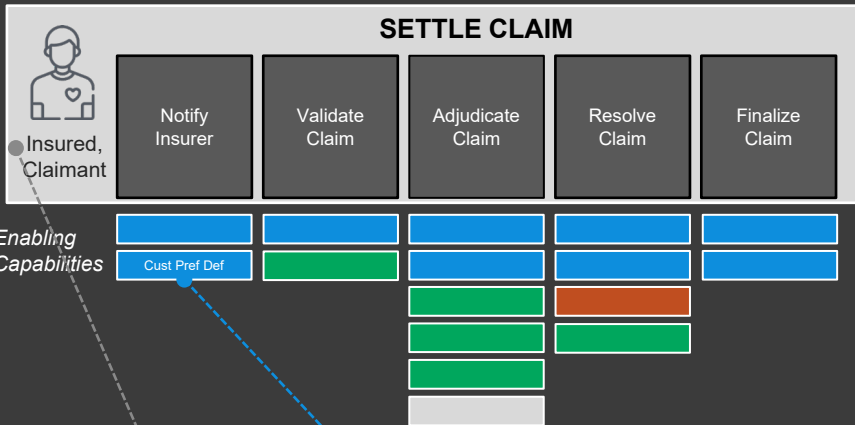 SETTLE CLAIM
Insured,
Claimant
Notify
Insurer
Validate
Claim
Adjudicate
Claim
Resolve
Claim
Finalize
Claim
Enabling
Capabilities
Cust Pref Def